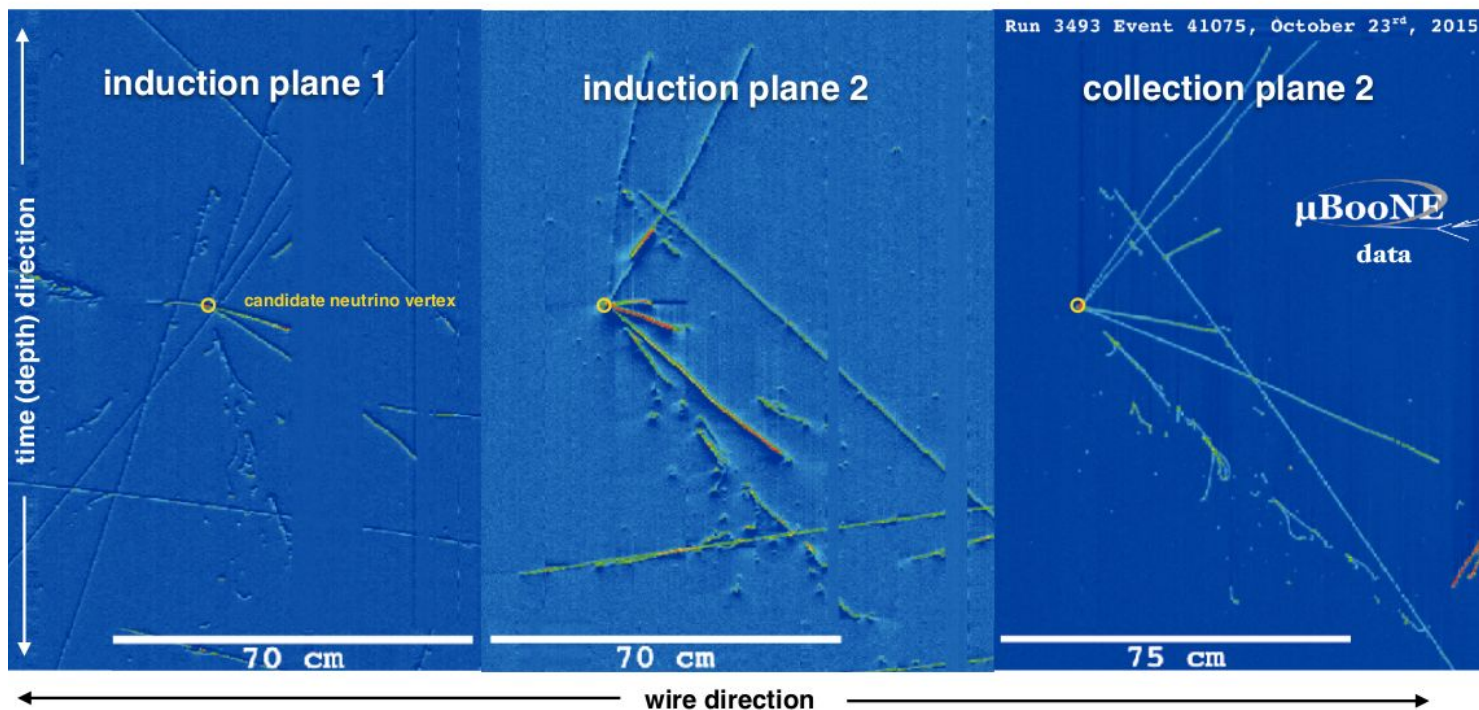 Run 3493 Event 41075, October 23rd, 2015
induction plane 1
induction plane 2
collection plane 2
µBooNE
data
candidate neutrino vertex
time (depth) direction
70 cm
70 cm
75 cm
wire direction